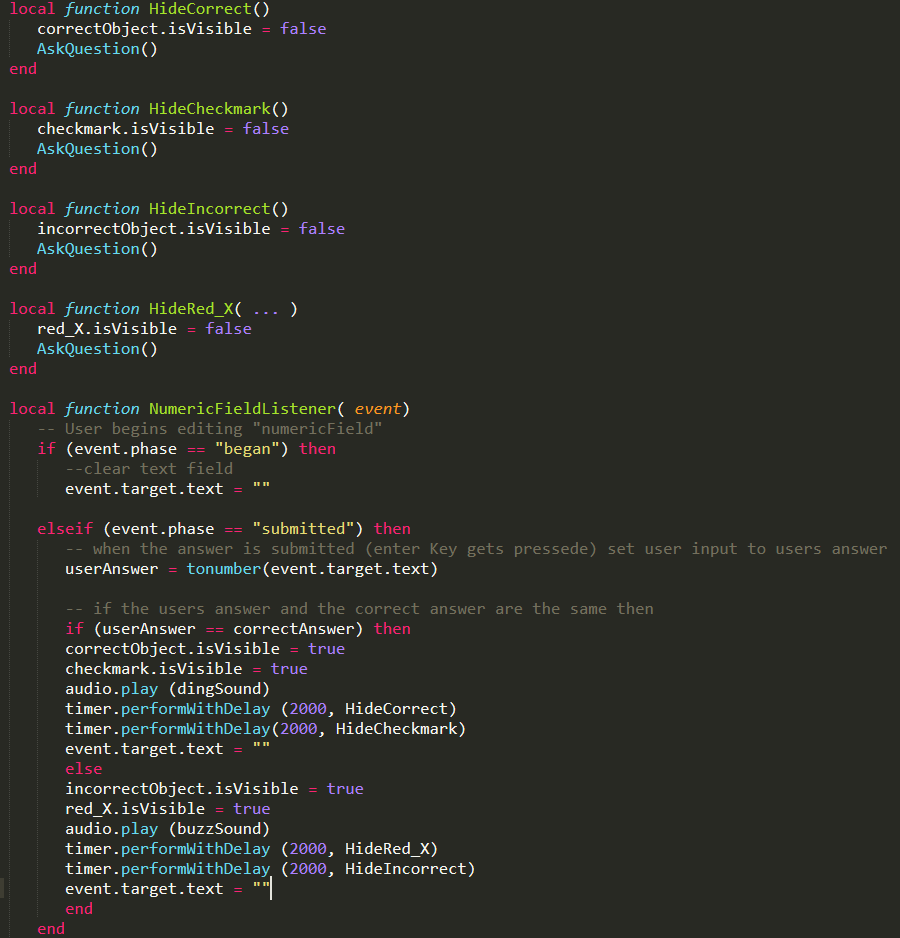 local function HideCorrect()
correctObject.isVisible = false
AskQuestion()
end
local function HideCheckmark()
checkmark.isVisible = false
AskQuestion()
end
local function HideIncorrect()
incorrectObject.isVisible = false
AskQuestion()
end
local function HideRed_X( ... )
red_X.isVisible = false
AskQuestion()
end
local function NumericFieldListener( event)
-- User begins editing "numericField"
if (event.phase == "began") then
--clear text field
event.target.text = ""
elseif (event.phase == "submitted") then
-- when the answer is submitted (enter Key gets pressede) set user input to users answer
userAnswer = tonumber(event.target.text)
-- if the users answer and the correct answer are the same then
if (userAnswer == correctAnswer) then
correctObject.isVisible = true
checkmark.isVisible = true
audio.play (dingSound)
timer.performWithDelay (2000, HideCorrect)
timer.performWithDelay(2000, HideCheckmark)
event.target.text = ""
else
incorrectObject.isVisible = true
red_X.isVisible = true
audio.play (buzzSound)
timer.performWithDelay (2000, HideRed_X)
timer.performWithDelay (2000, HideIncorrect)
event.target.text = ""
end
end